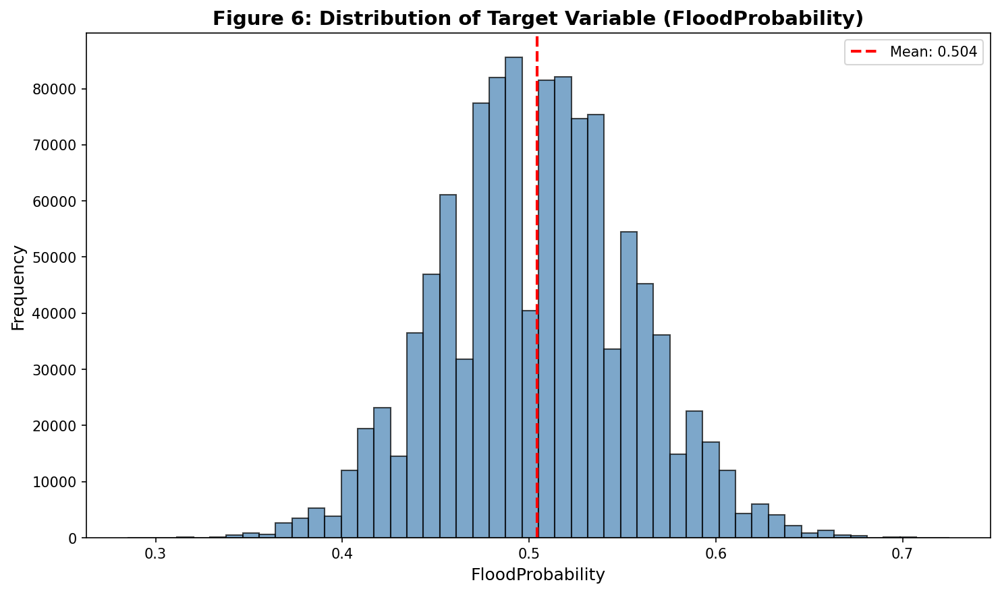 Figure 6: Distribution of Target Variable (FloodProbability)
Mean: 0.504
Frequency
80000
70000
60000
50000
40000
30000
20000
10000
0
0.3 0.4 0.5 0.6 0.7
FloodProbability